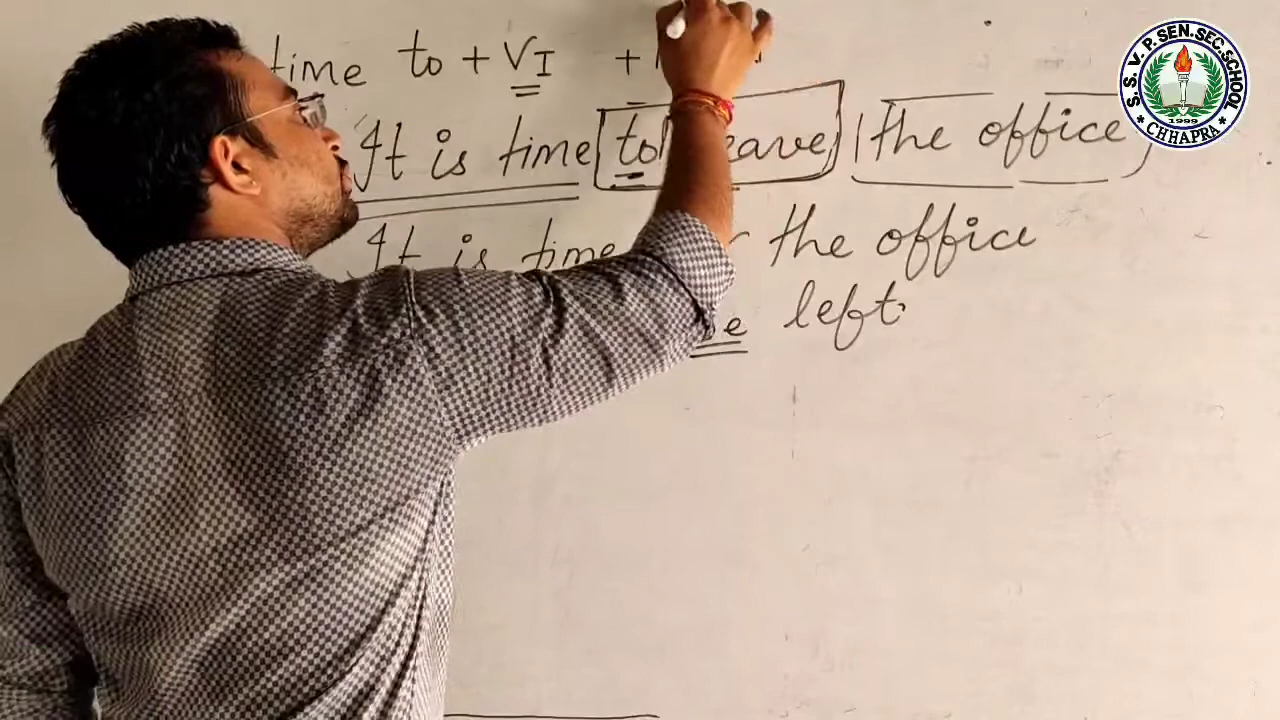 time to + VI +
It is time to leave the office
It is time the office
left.
S. S. V. P. SEN. SEC. SCHOOL
1999
CHHAPRA